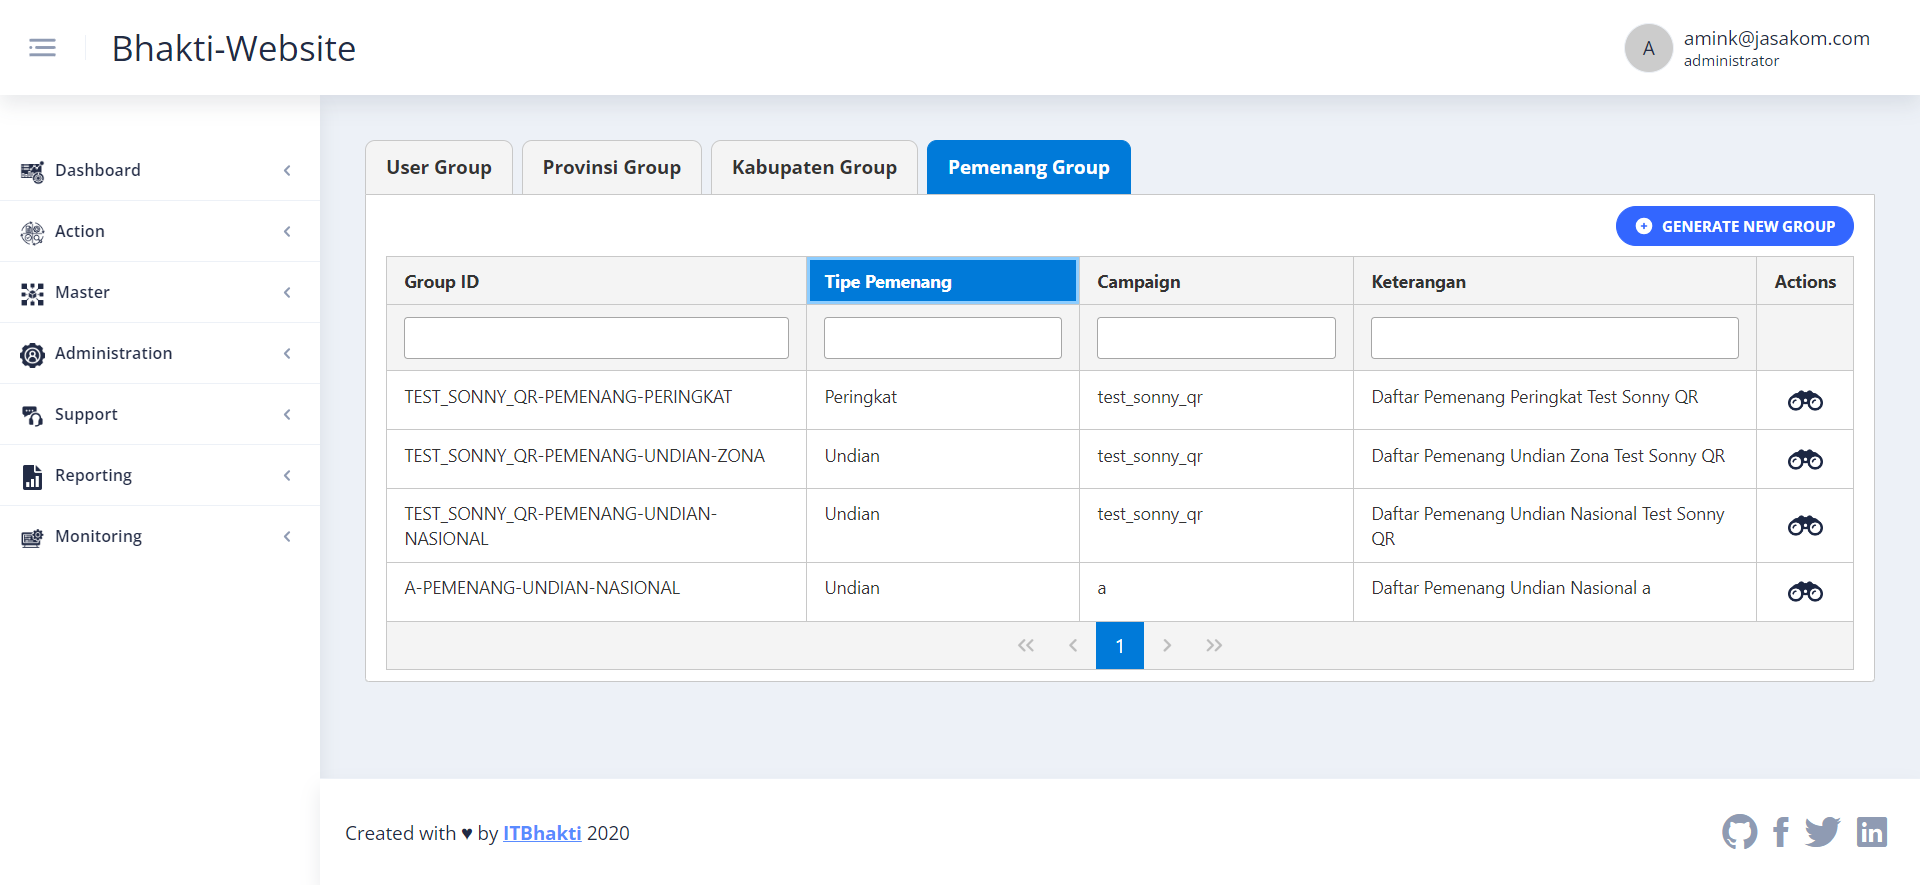 Bhakti-Website
A
amink@jasakom.com
administrator
Dashboard
Action
Master
Administration
Support
Reporting
Monitoring
User Group
Provinsi Group
Kabupaten Group
Pemenang Group
GENERATE NEW GROUP
Group ID
Tipe Pemenang
Campaign
Keterangan
Actions
TEST_SONNY_QR-PEMENANG-PERINGKAT
Peringkat
test_sonny_qr
Daftar Pemenang Peringkat Test Sonny QR
TEST_SONNY_QR-PEMENANG-UNDIAN-ZONA
Undian
test_sonny_qr
Daftar Pemenang Undian Zona Test Sonny QR
TEST_SONNY_QR-PEMENANG-UNDIAN-
NASIONAL
Undian
test_sonny_qr
Daftar Pemenang Undian Nasional Test Sonny
QR
A-PEMENANG-UNDIAN-NASIONAL
Undian
a
Daftar Pemenang Undian Nasional a
1
Created with ♥ by ITBhakti 2020